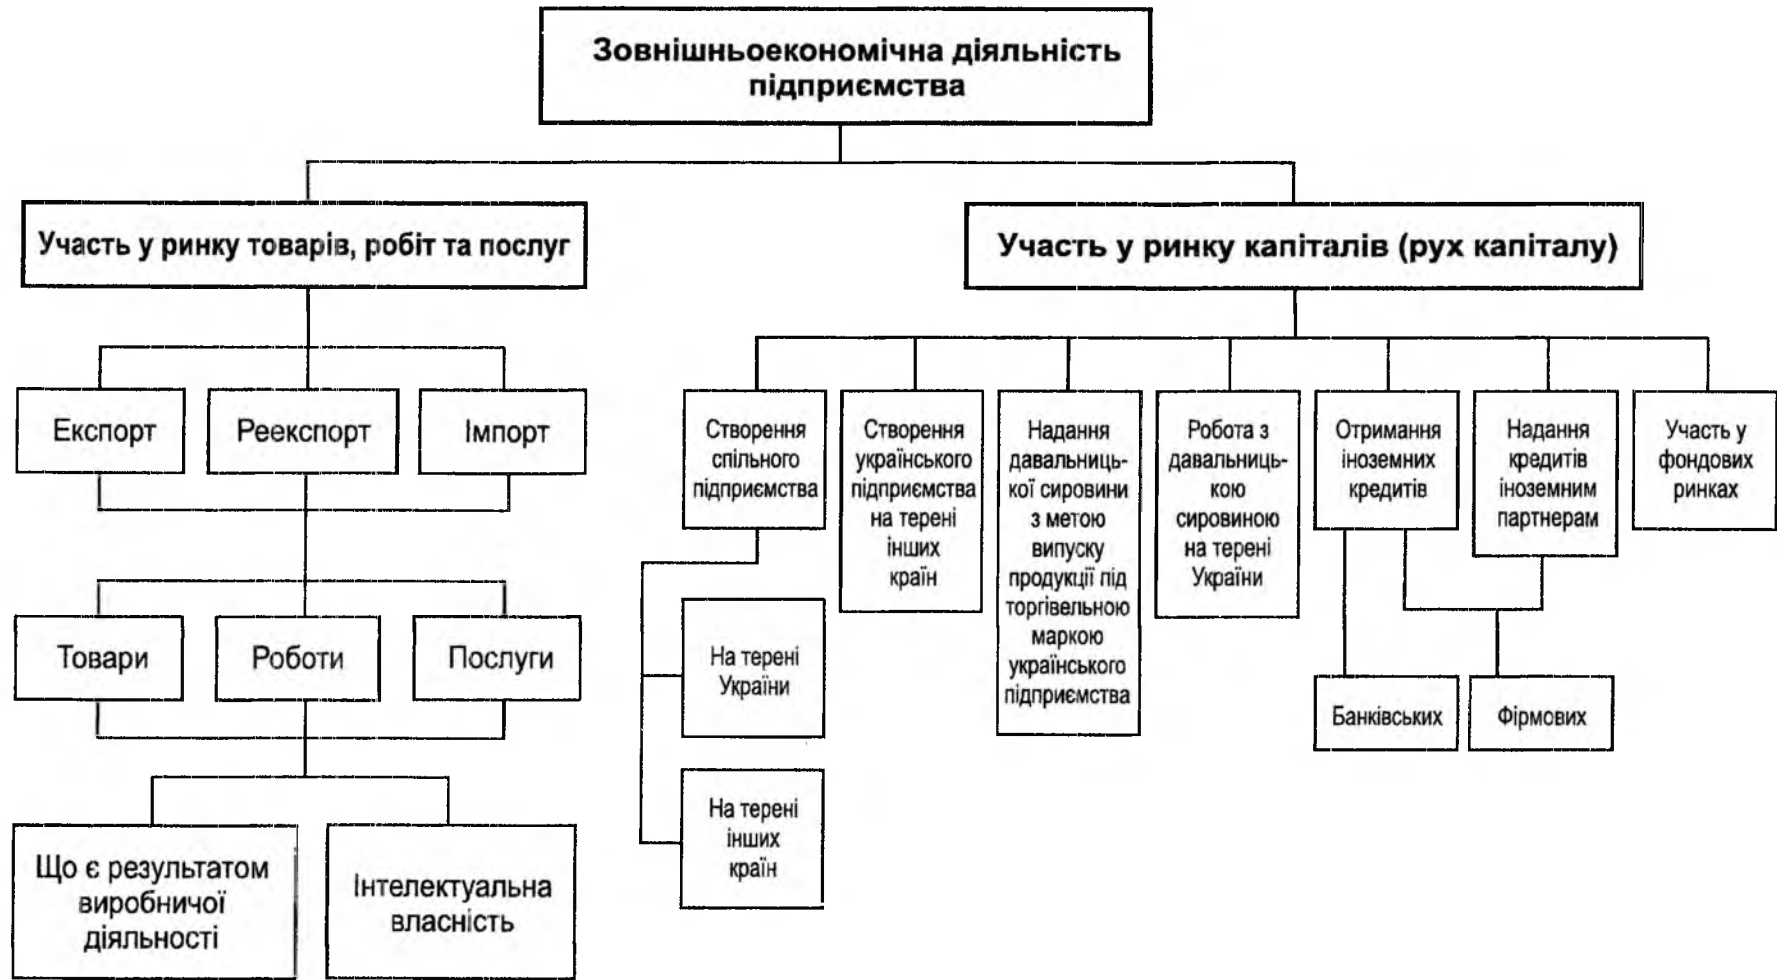 Зовнішньоекономічна діяльність
підприємства
Участь у ринку товарів, робіт та послуг
Участь у ринку капіталів (рух капіталу)
Експорт
Реекспорт
Імпорт
Створення
спільного
підприємства
Створення
українського
підприємства
на терені
інших
країн
Надання
давальниць-
кої сировини
з метою
випуску
продукції під
торгівельною
маркою
українського
підприємства
Робота з
давальниць-
кою
сировиною
на терені
України
Отримання
іноземних
кредитів
Надання
кредитів
іноземним
партнерам
Участь у
фондових
ринках
Товари
Роботи
Послуги
На терені
України
Банківських
Фірмових
На терені
інших
країн
Що є результатом
виробничої
діяльності
Інтелектуальна
власність